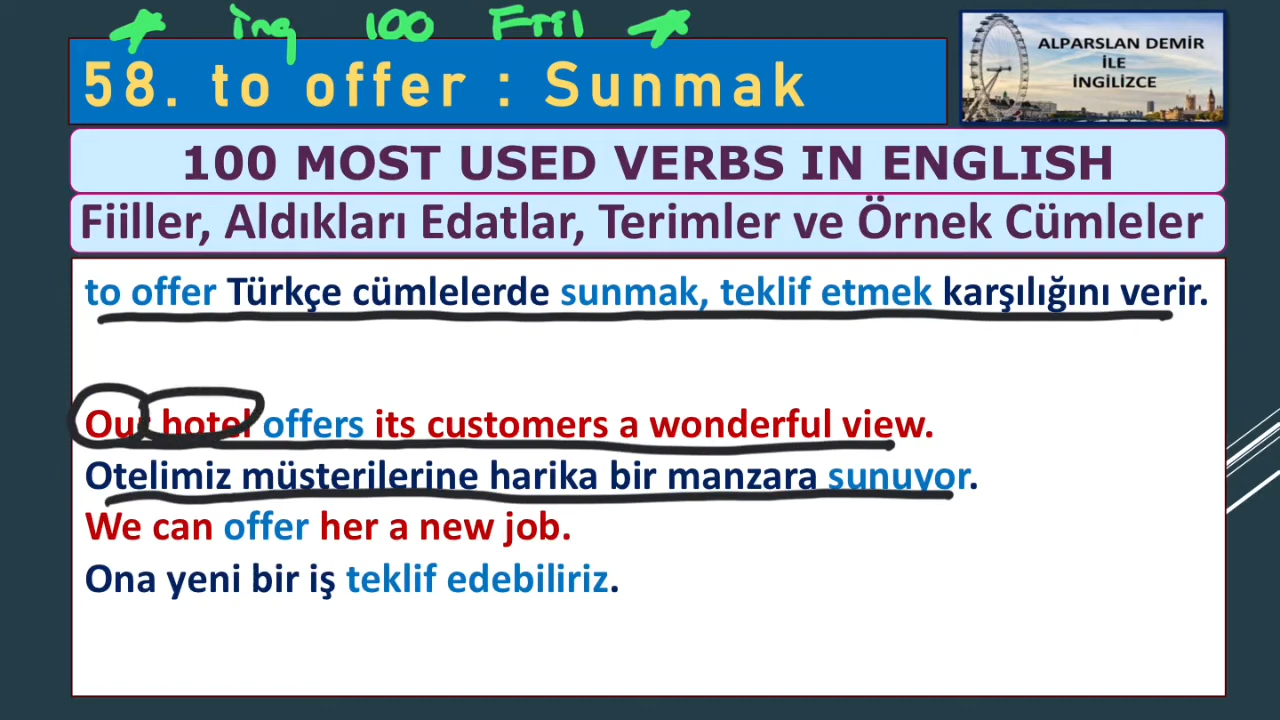 İng 100 Fiil
58. to offer : Sunmak
ALPARSLAN DEMİR
İLE
İNGİLİZCE
100 MOST USED VERBS IN ENGLISH
Fiiller, Aldıkları Edatlar, Terimler ve Örnek Cümleler
to offer Türkçe cümlelerde sunmak, teklif etmek karşılığını verir.
Our hotel offers its customers a wonderful view.
Otelimiz müşterilerine harika bir manzara sunuyor.
We can offer her a new job.
Ona yeni bir iş teklif edebiliriz.